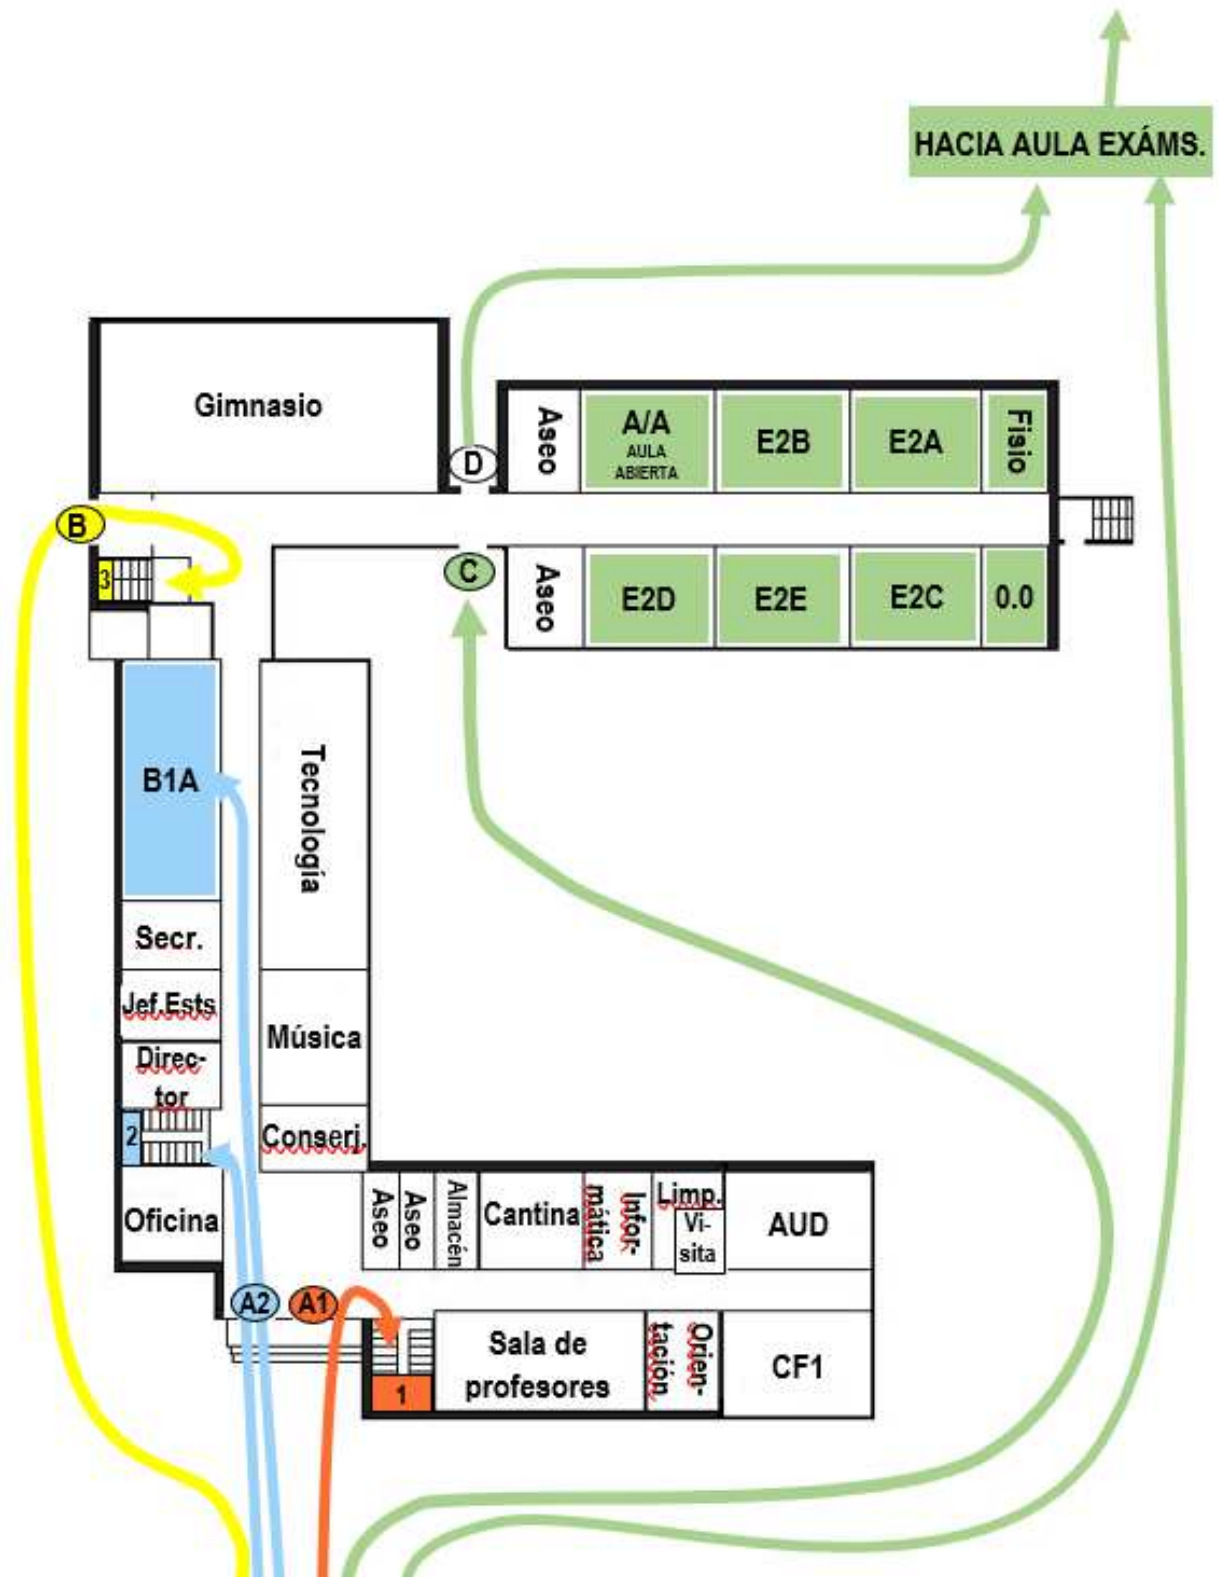 HACIA AULA EXÁMS.
Gimnasio
D
Aseo
A/A
AULA
ABIERTA
E2B
E2A
Fisio
B
3
C
Aseo
E2D
E2E
E2C
0.0
B1A
Tecnología
Secr.
Jef.Ests
Música
Direc-
tor
2
Conserj.
Oficina
Aseo
Aseo
Almacén
Cantina
Infor-
mática
Limp.
Vi-
sita
AUD
A2
A1
1
Sala de
profesores
Orien-
tación
CF1